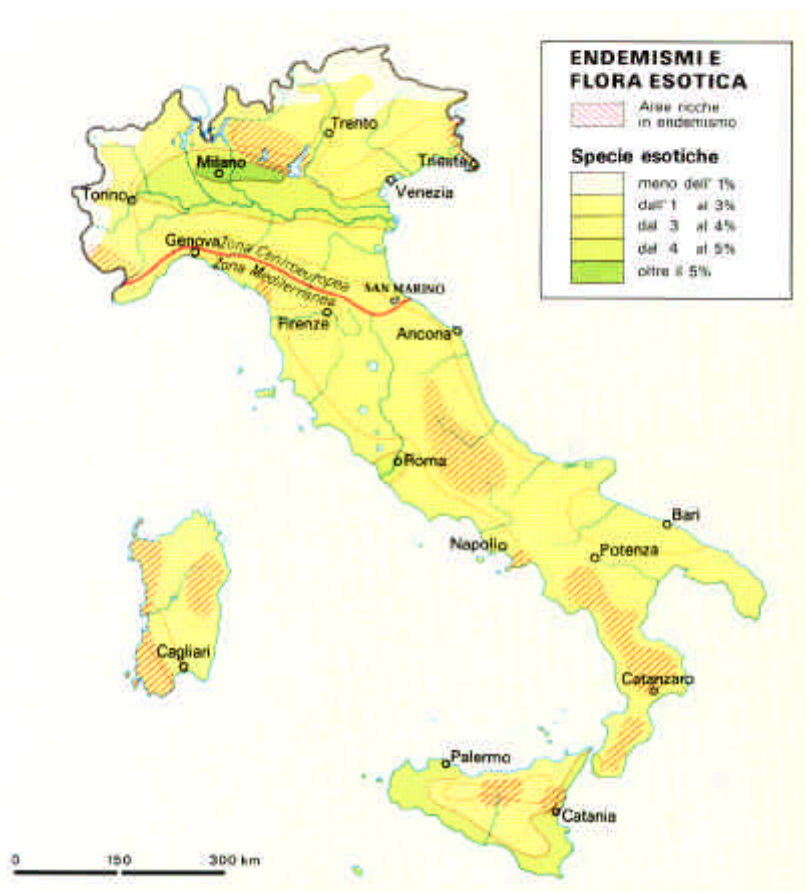 ENDEMISMI E
FLORA ESOTICA
Aree ricche
in endemismo
Specie esotiche
meno dell' 1%
dall' 1 al 3%
dal 3 al 4%
dal 4 al 5%
oltre il 5%
Trento
Milano
Trieste
Venezia
Torino
Genova
Zona Centroeuropea
Zona Mediterranea
SAN MARINO
Firenze
Ancona
Roma
Bari
Napoli
Potenza
Cagliari
Catanzaro
Palermo
Catania
0 150 300 km